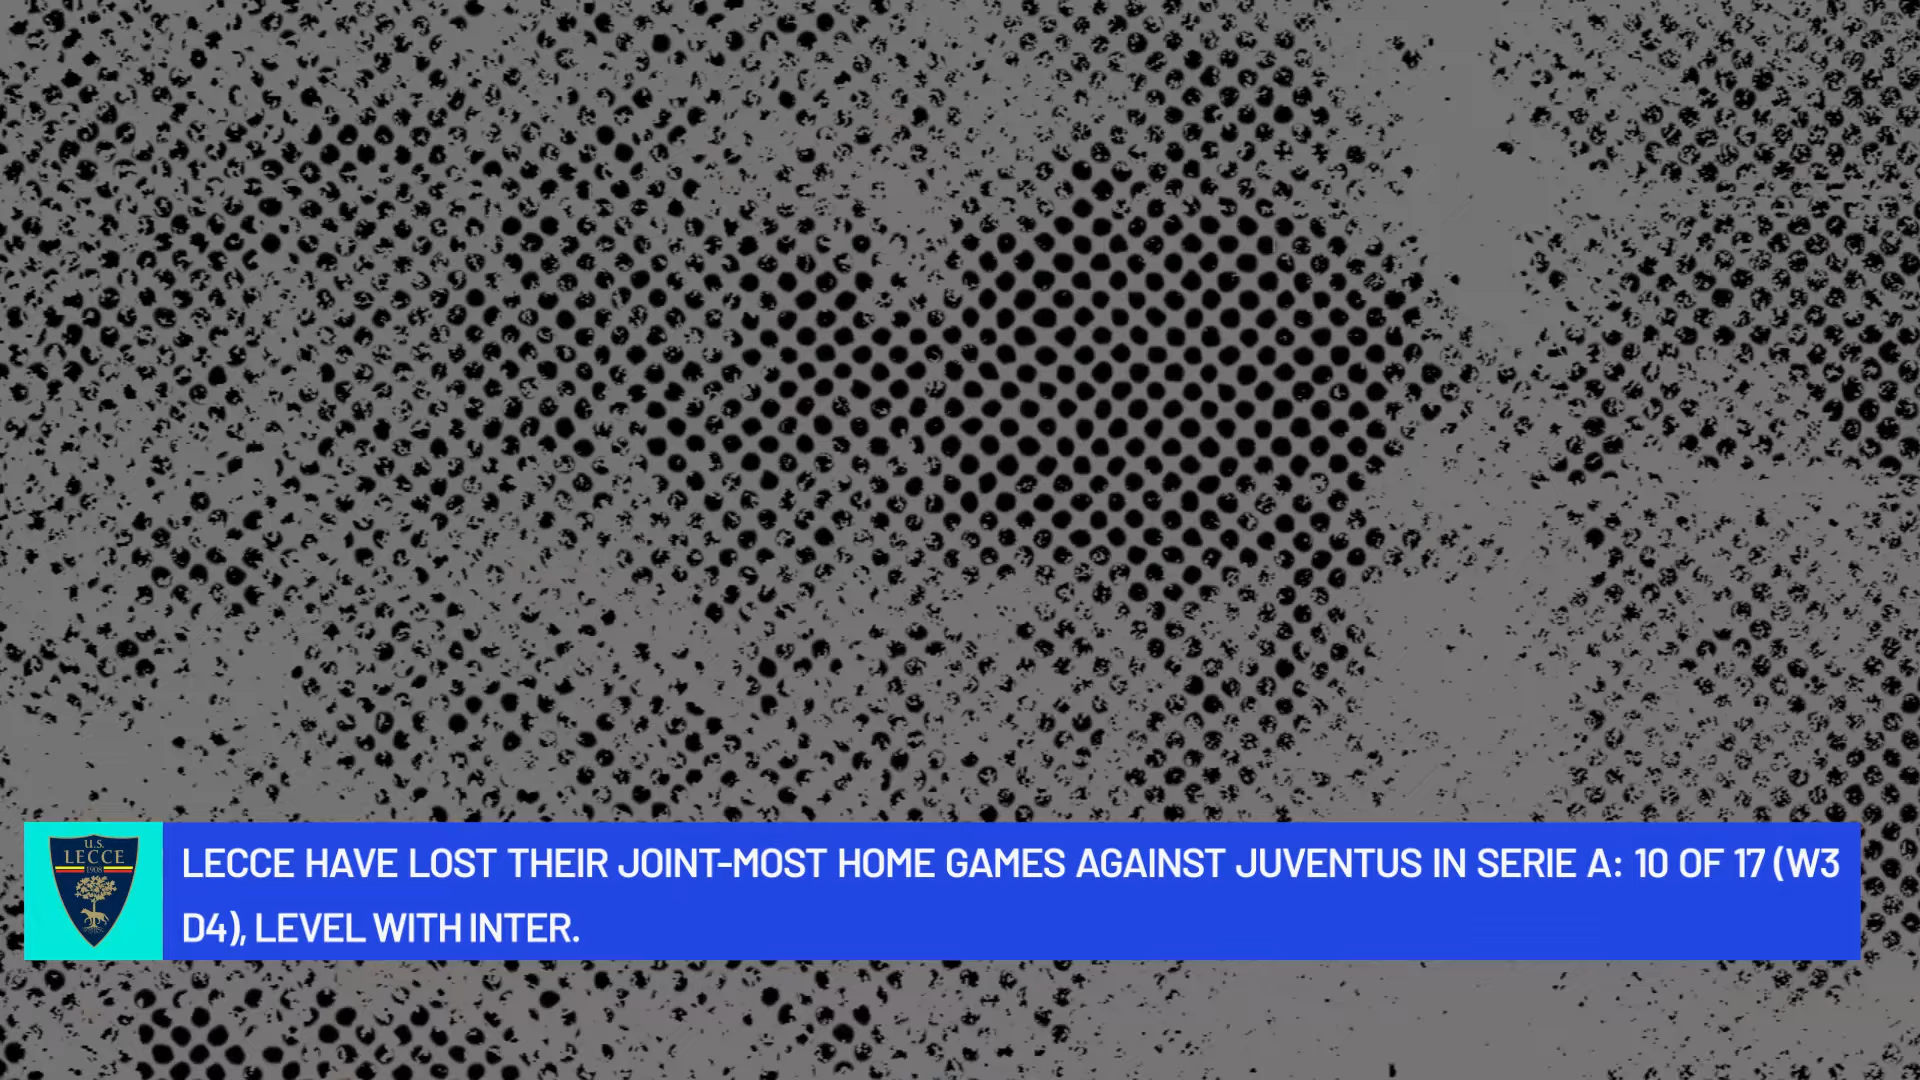 U.S.
LECCE
1908
LECCE HAVE LOST THEIR JOINT-MOST HOME GAMES AGAINST JUVENTUS IN SERIE A: 10 OF 17 (W3
D4), LEVEL WITH INTER.